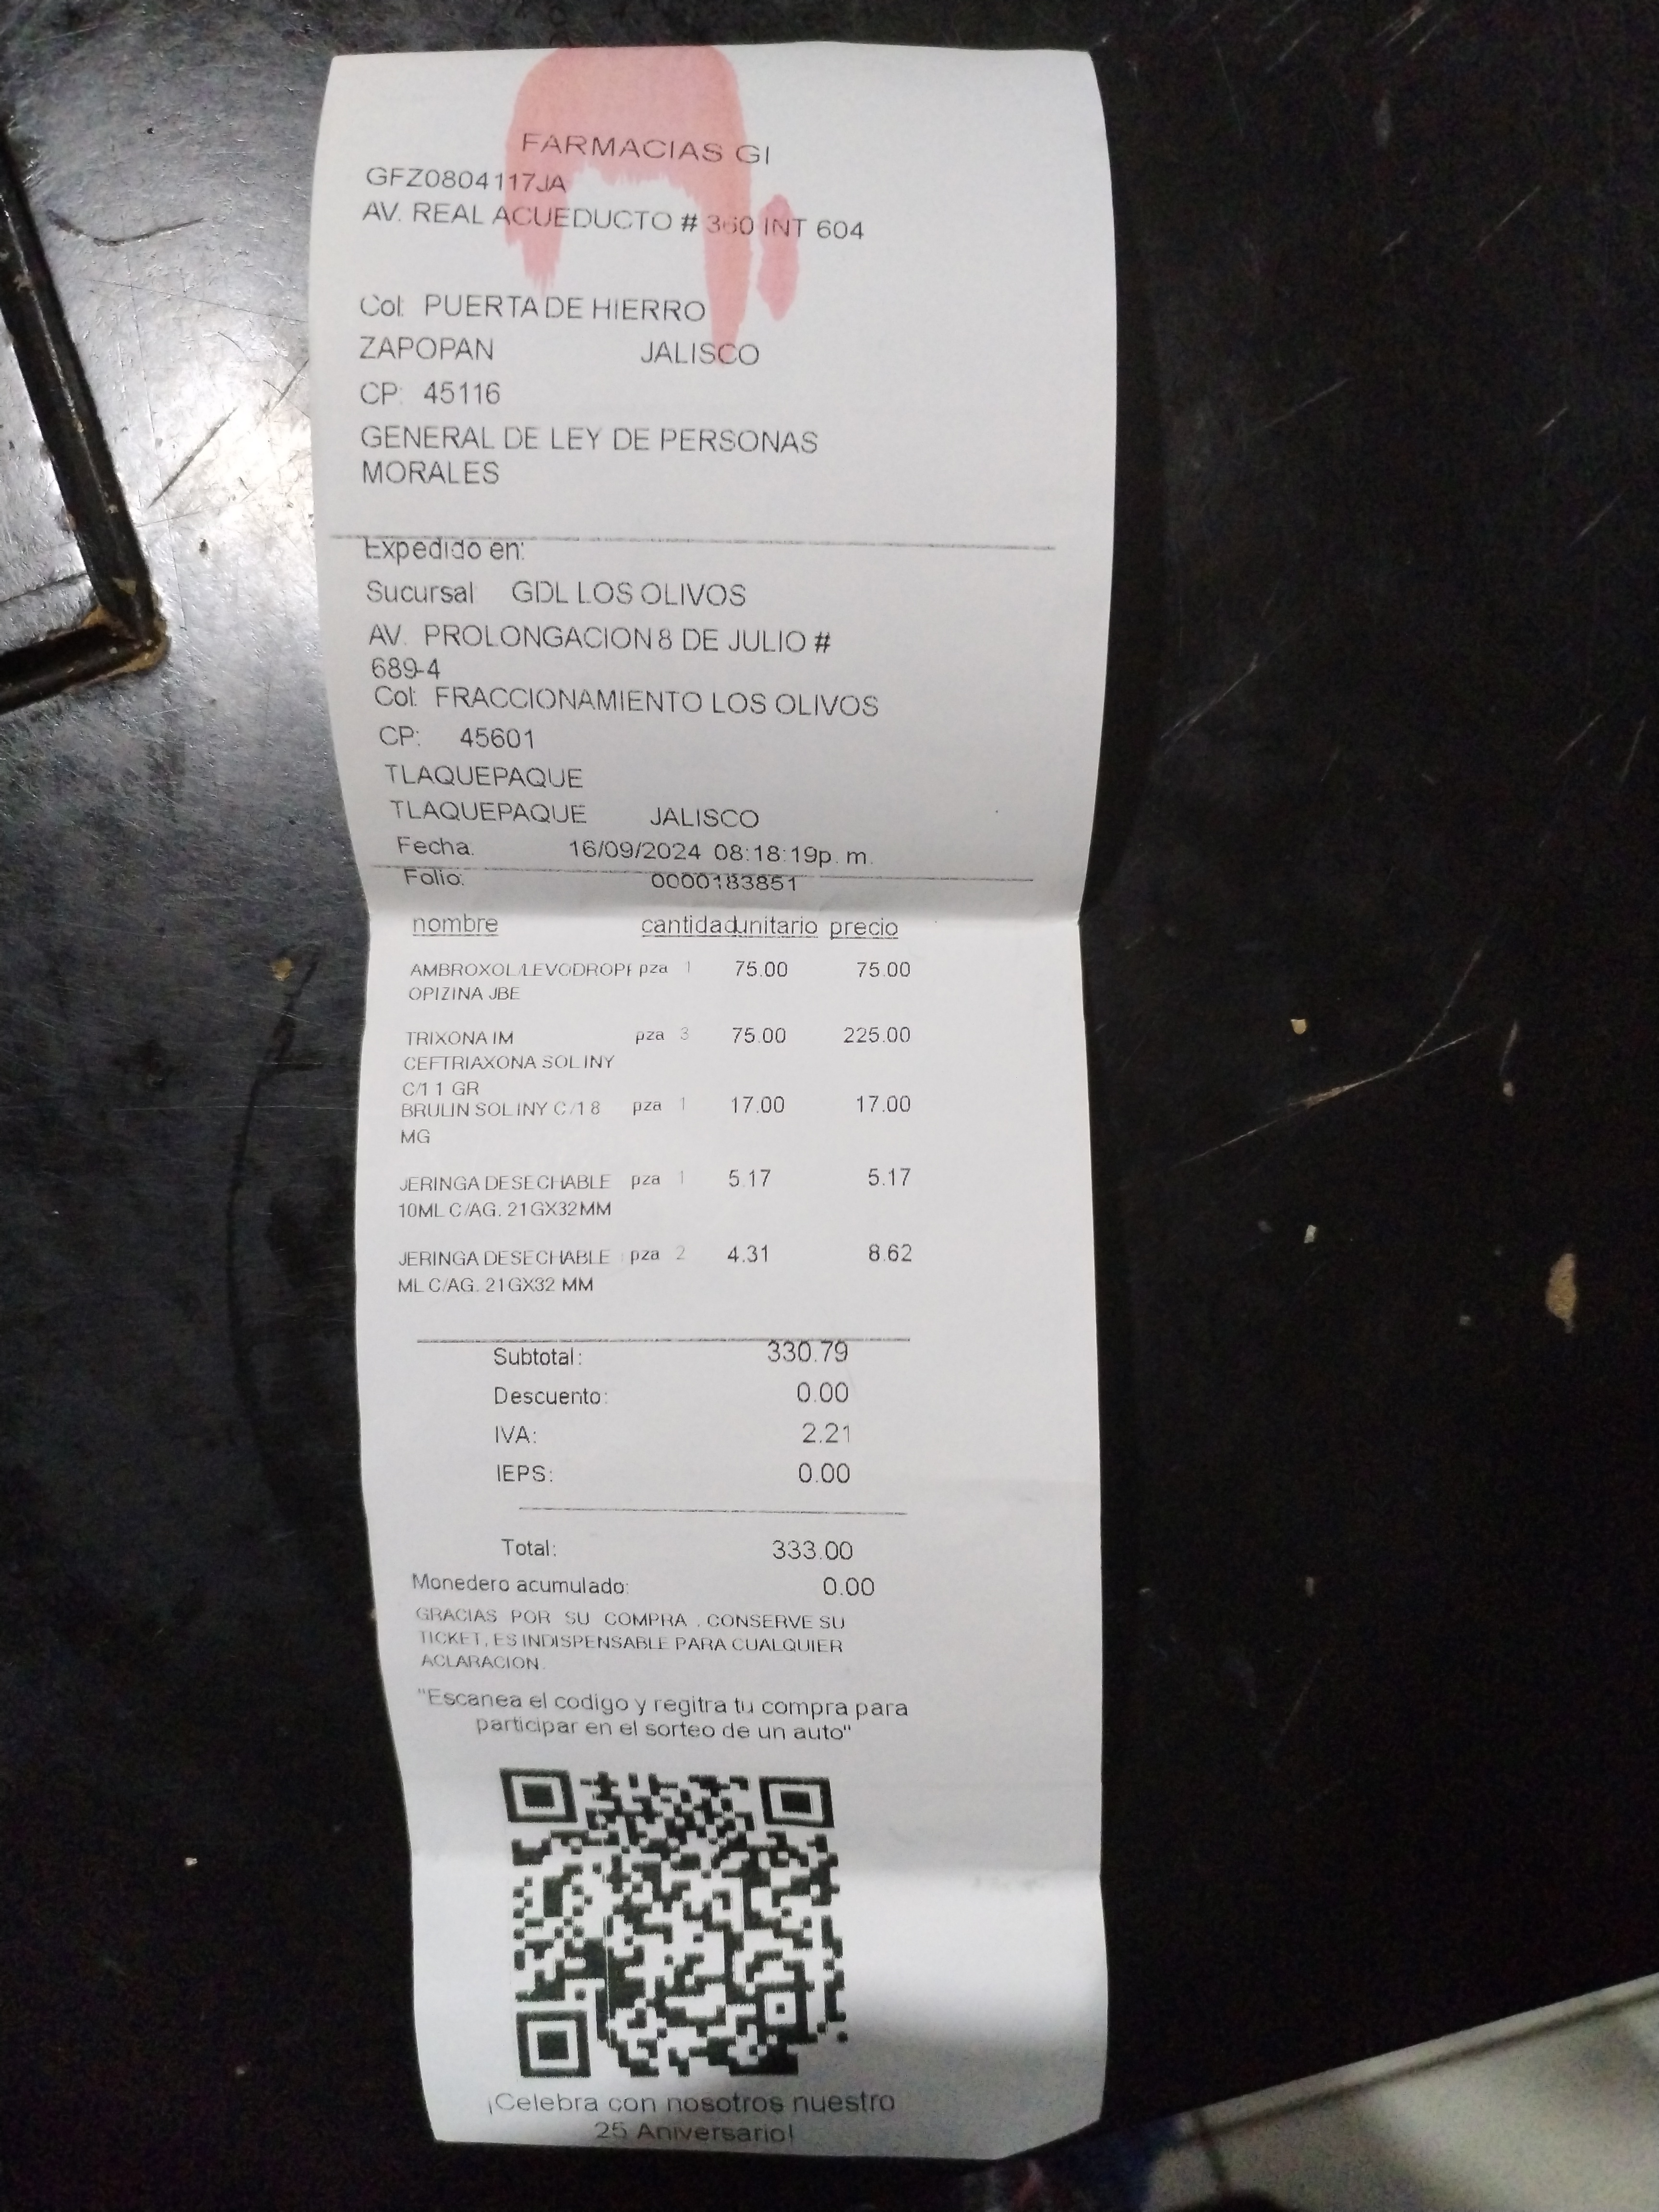 FARMACIAS GI
GFZ0804117JA
AV. REAL ACUEDUCTO # 360 INT 604
Col: PUERTA DE HIERRO
ZAPOPAN JALISCO
CP: 45116
GENERAL DE LEY DE PERSONAS
MORALES
Expedido en:
Sucursal GDL LOS OLIVOS
AV. PROLONGACION 8 DE JULIO #
689-4
Col: FRACCIONAMIENTO LOS OLIVOS
CP: 45601
TLAQUEPAQUE
TLAQUEPAQUE JALISCO
Fecha: 16/09/2024 08:18:19p. m.
Folio: 0000183851
nombre cantidad unitario precio
AMBROXOL/LEVODROPI pza 1 75.00 75.00
OPIZINA JBE
TRIXONA IM pza 3 75.00 225.00
CEFTRIAXONA SOL INY
C/1 1 GR
BRULIN SOL INY C/1 8 pza 1 17.00 17.00
MG
JERINGA DESECHABLE pza 1 5.17 5.17
10ML C/AG. 21GX32MM
JERINGA DESECHABLE pza 2 4.31 8.62
ML C/AG. 21GX32 MM
Subtotal: 330.79
Descuento: 0.00
IVA: 2.21
IEPS: 0.00
Total: 333.00
Monedero acumulado: 0.00
GRACIAS POR SU COMPRA , CONSERVE SU
TICKET, ES INDISPENSABLE PARA CUALQUIER
ACLARACION.
"Escanea el codigo y regitra tu compra para
participar en el sorteo de un auto"
¡Celebra con nosotros nuestro
25 Aniversario!